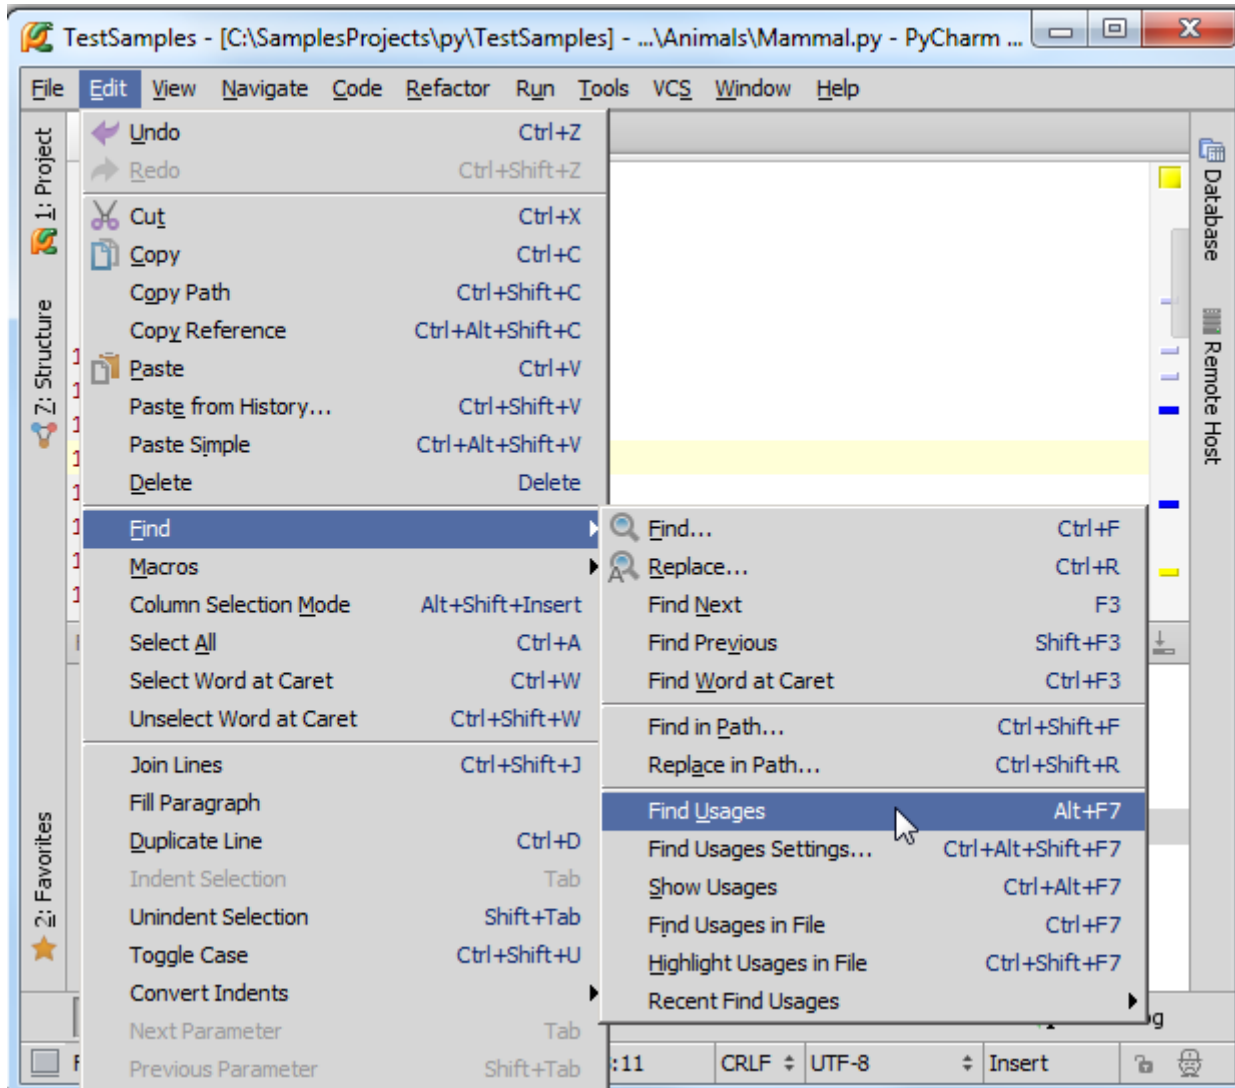 TestSamples - [C:\SamplesProjects\py\TestSamples] - ...\Animals\Mammal.py - PyCharm ...
File Edit View Navigate Code Refactor Run Tools VCS Window Help
1: Project
7: Structure
2: Favorites
Undo Ctrl+Z
Redo Ctrl+Shift+Z
Cut Ctrl+X
Copy Ctrl+C
Copy Path Ctrl+Shift+C
Copy Reference Ctrl+Alt+Shift+C
Paste Ctrl+V
Paste from History... Ctrl+Shift+V
Paste Simple Ctrl+Alt+Shift+V
Delete Delete
Find
Macros
Column Selection Mode Alt+Shift+Insert
Select All Ctrl+A
Select Word at Caret Ctrl+W
Unselect Word at Caret Ctrl+Shift+W
Join Lines Ctrl+Shift+J
Fill Paragraph
Duplicate Line Ctrl+D
Indent Selection Tab
Unindent Selection Shift+Tab
Toggle Case Ctrl+Shift+U
Convert Indents
Next Parameter Tab
Previous Parameter Shift+Tab
Find... Ctrl+F
Replace... Ctrl+R
Find Next F3
Find Previous Shift+F3
Find Word at Caret Ctrl+F3
Find in Path... Ctrl+Shift+F
Replace in Path... Ctrl+Shift+R
Find Usages Alt+F7
Find Usages Settings... Ctrl+Alt+Shift+F7
Show Usages Ctrl+Alt+F7
Find Usages in File Ctrl+F7
Highlight Usages in File Ctrl+Shift+F7
Recent Find Usages
Database
Remote Host
:11 CRLF UTF-8 Insert